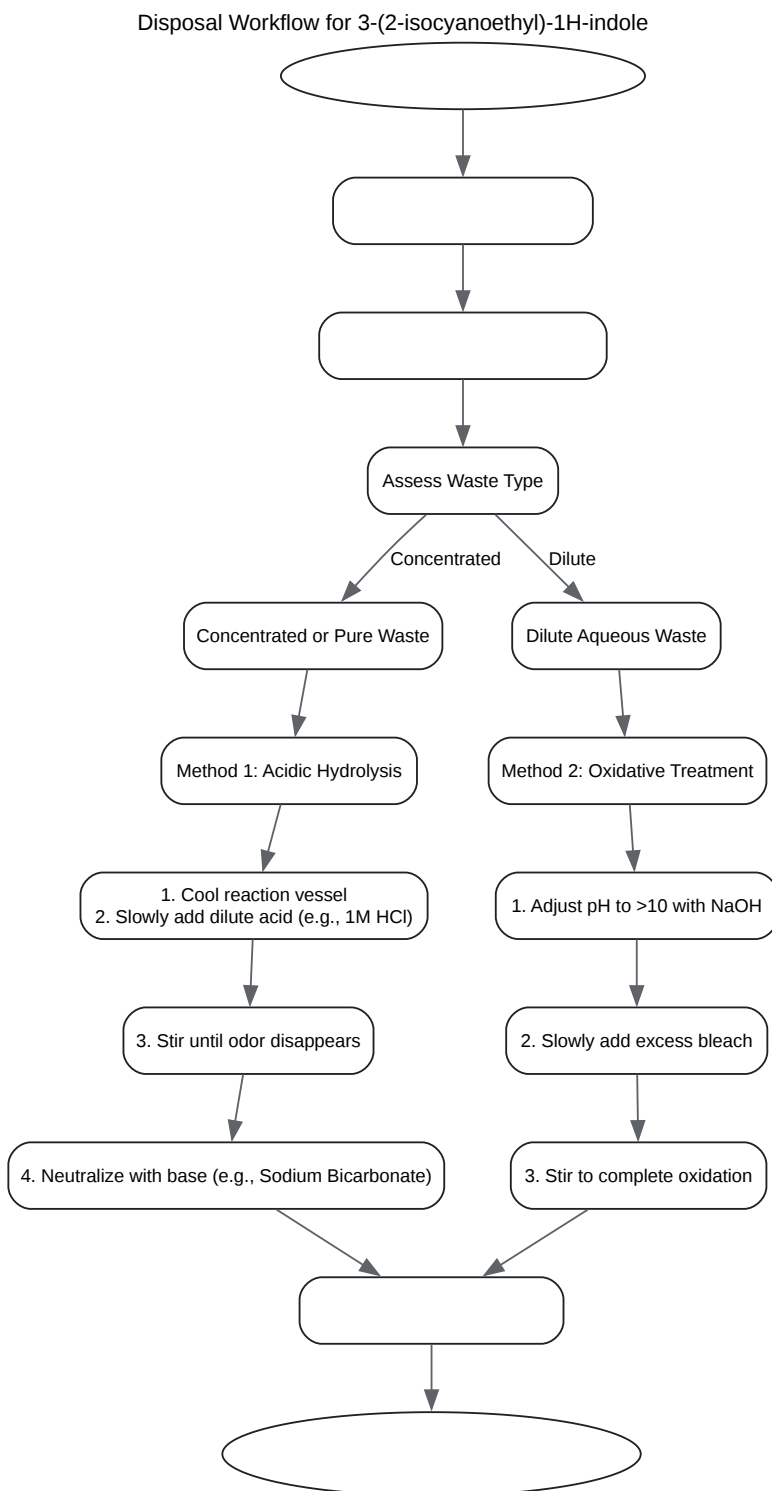 Disposal Workflow for 3-(2-isocyanoethyl)-1H-indole
Assess Waste Type
Concentrated
Dilute
Concentrated or Pure Waste
Dilute Aqueous Waste
Method 1: Acidic Hydrolysis
Method 2: Oxidative Treatment
1. Cool reaction vessel
2. Slowly add dilute acid (e.g., 1M HCl)
1. Adjust pH to >10 with NaOH
3. Stir until odor disappears
2. Slowly add excess bleach
4. Neutralize with base (e.g., Sodium Bicarbonate)
3. Stir to complete oxidation